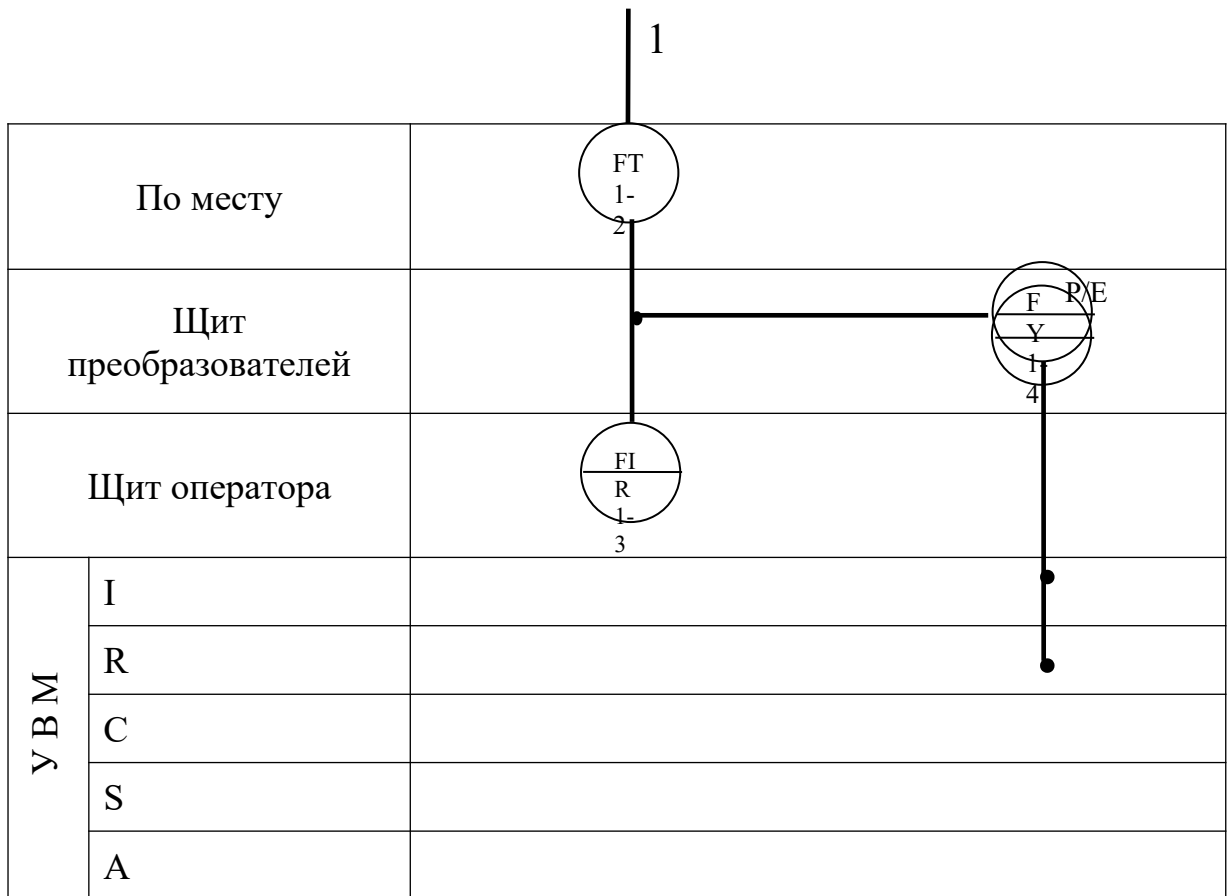 1
По месту
FT
1-
2
Щит
преобразователей
F
Y
1-
4
P/E
Щит оператора
FI
R
1-
3
У В М
I
R
C
S
A